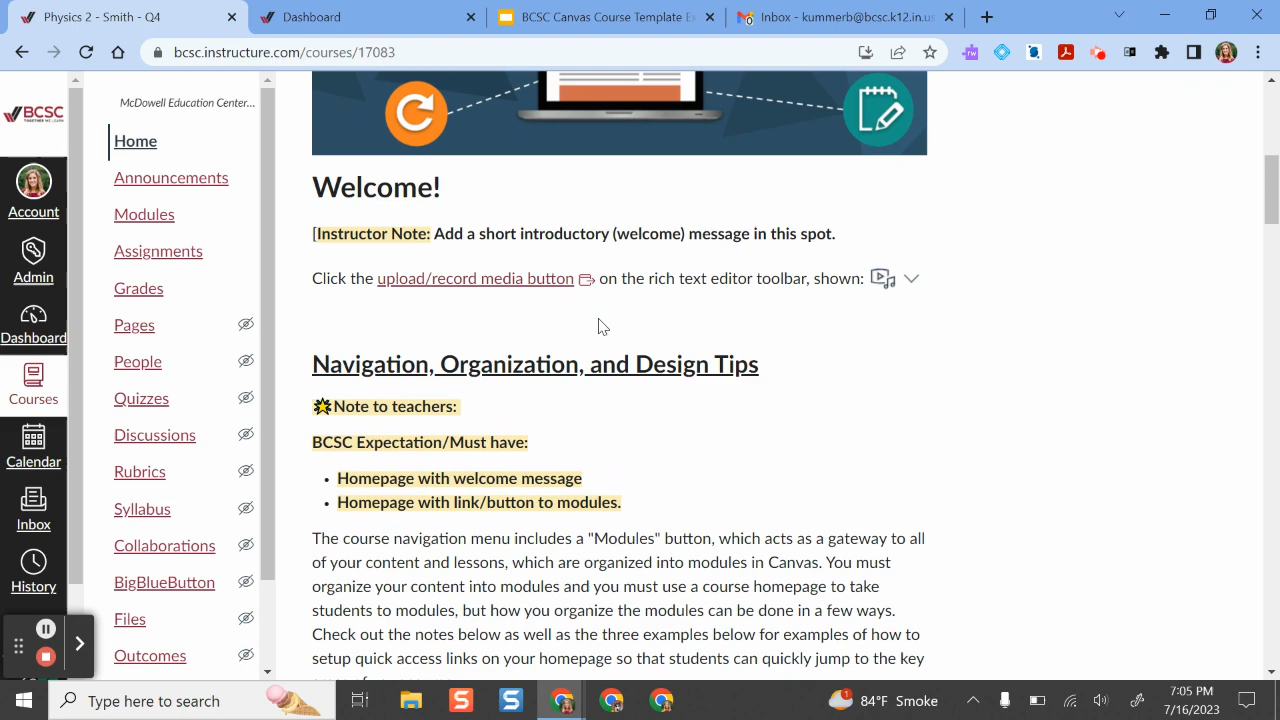 Physics 2 - Smith - Q4
Dashboard
BCSC Canvas Course Template E
Inbox - kummerb@bcsc.k12.in.us
bcsc.instructure.com/courses/17083
rw
BCSC
TOGETHER WE LEARN
Account
Admin
Dashboard
Courses
Calendar
Inbox
History
McDowell Education Center...
Home
Announcements
Modules
Assignments
Grades
Pages
People
Quizzes
Discussions
Rubrics
Syllabus
Collaborations
BigBlueButton
Files
Outcomes
Welcome!
[Instructor Note: Add a short introductory (welcome) message in this spot.
Click the upload/record media button on the rich text editor toolbar, shown:
Navigation, Organization, and Design Tips
Note to teachers:
BCSC Expectation/Must have:
• Homepage with welcome message
• Homepage with link/button to modules.
The course navigation menu includes a "Modules" button, which acts as a gateway to all
of your content and lessons, which are organized into modules in Canvas. You must
organize your content into modules and you must use a course homepage to take
students to modules, but how you organize the modules can be done in a few ways.
Check out the notes below as well as the three examples below for examples of how to
setup quick access links on your homepage so that students can quickly jump to the key
Type here to search
S
S
1
84°F Smoke
7:05 PM
7/16/2023